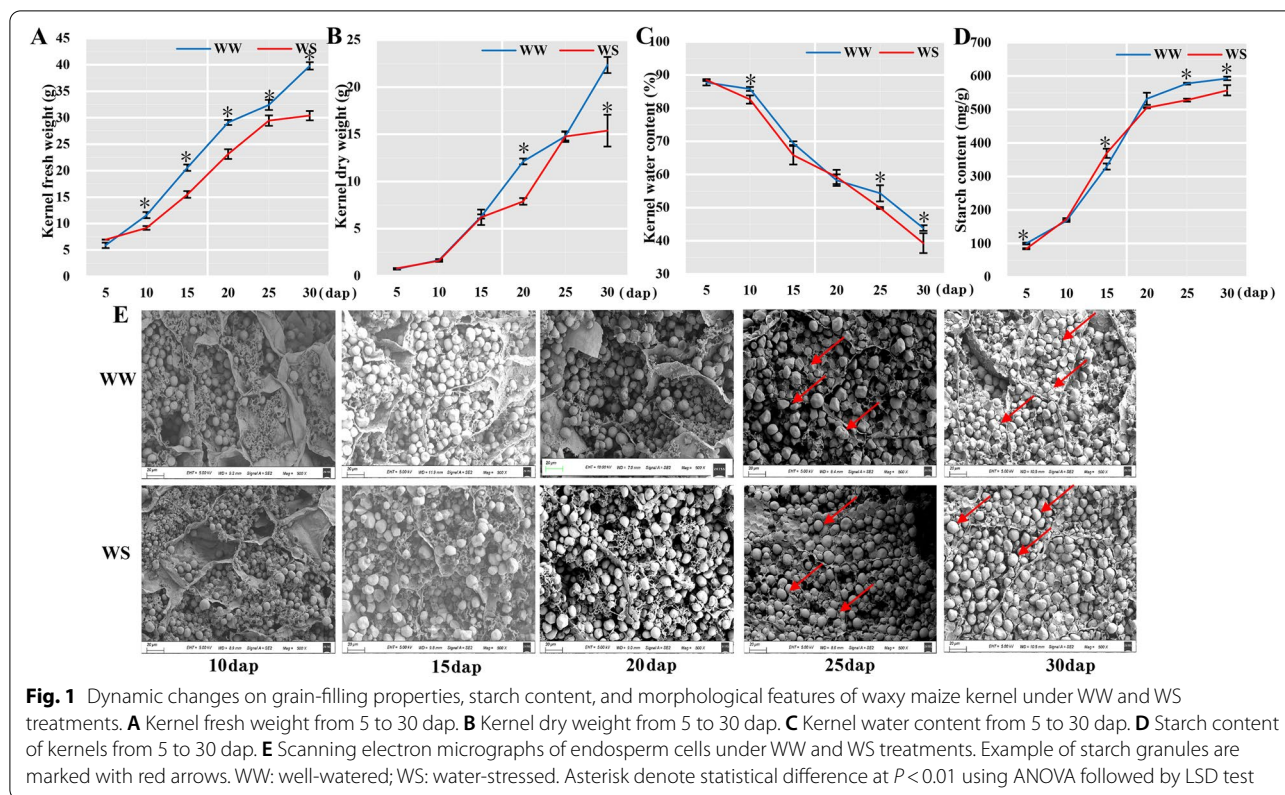 A
B
C
D
WW WS
WW WS
WW WS
WW WS
Kernel fresh weight (g)
45
40
35
30
25
20
15
10
5
0
5 10 15 20 25 30 (dap)
Kernel dry weight (g)
25
20
15
10
5
0
5 10 15 20 25 30 (dap)
Kernel water content (%)
100
90
80
70
60
50
40
30
5 10 15 20 25 30 (dap)
Starch content (mg/g)
700
600
500
400
300
200
100
0
5 10 15 20 25 30 (dap)
* * * * * *
* *
* * *
* * * *
E
WW
WS
10dap 15dap 20dap 25dap 30dap
Fig. 1 Dynamic changes on grain-filling properties, starch content, and morphological features of waxy maize kernel under WW and WS
treatments. A Kernel fresh weight from 5 to 30 dap. B Kernel dry weight from 5 to 30 dap. C Kernel water content from 5 to 30 dap. D Starch content
of kernels from 5 to 30 dap. E Scanning electron micrographs of endosperm cells under WW and WS treatments. Example of starch granules are
marked with red arrows. WW: well-watered; WS: water-stressed. Asterisk denote statistical difference at P < 0.01 using ANOVA followed by LSD test